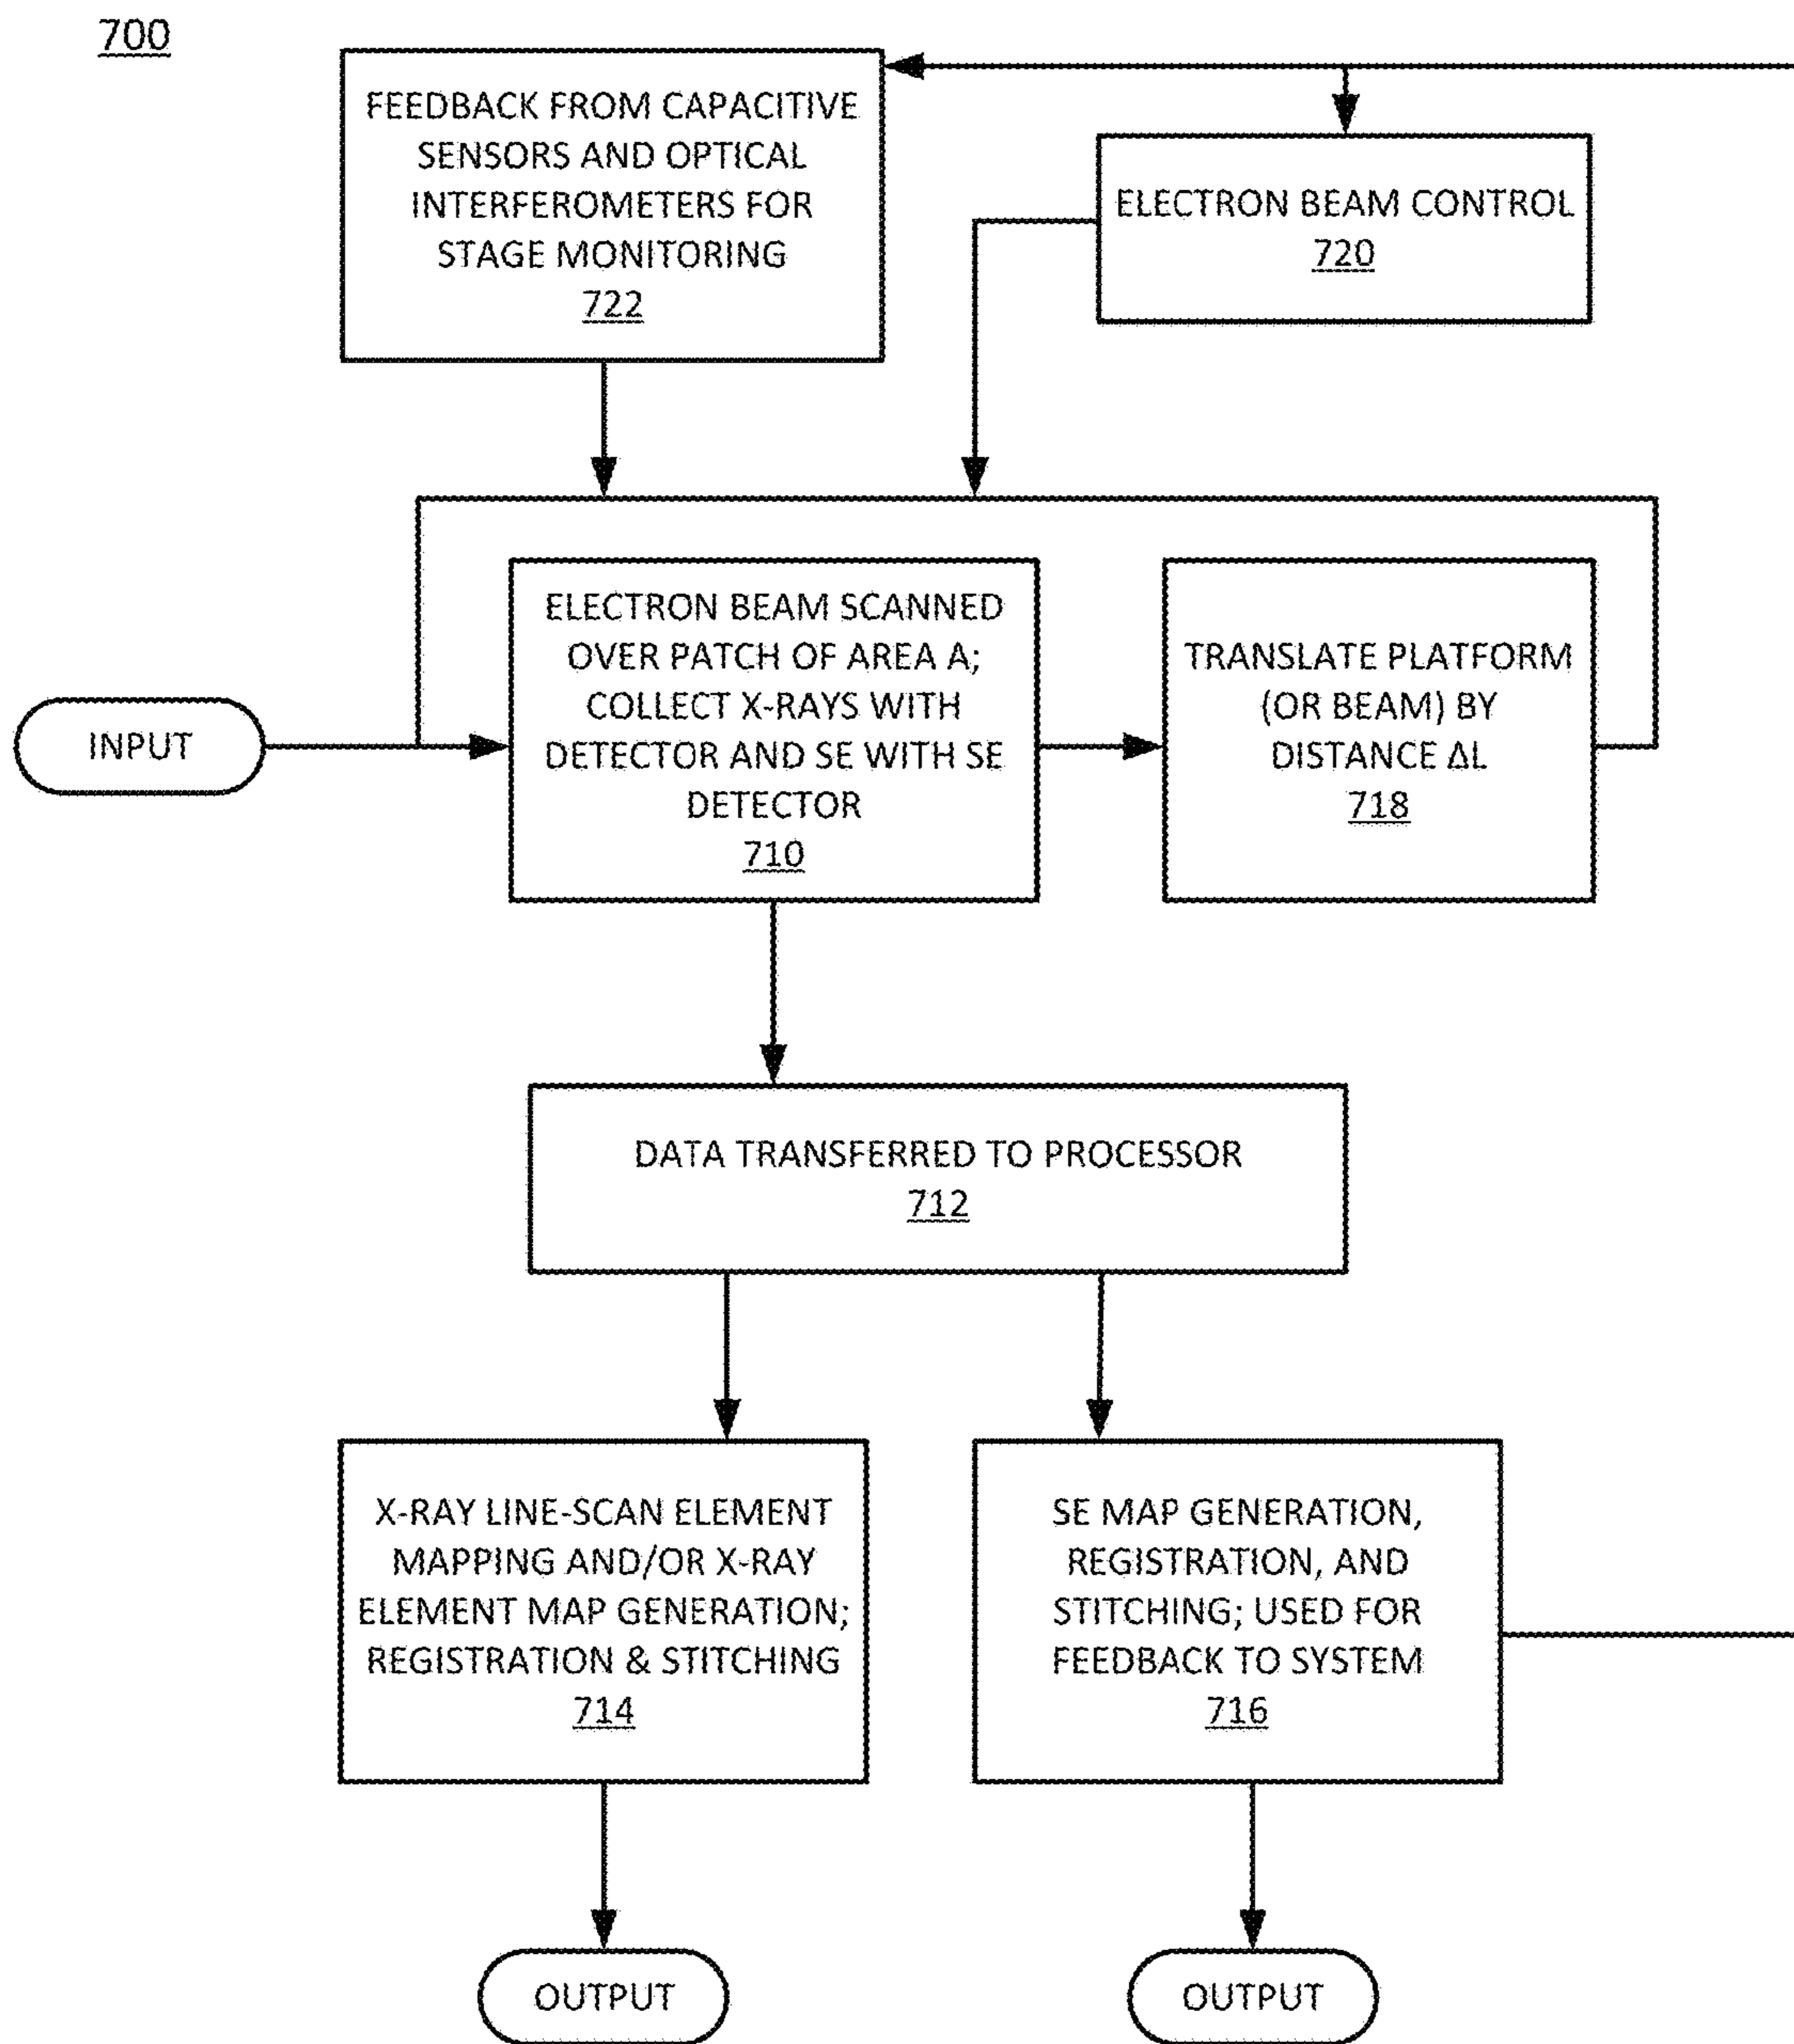 700
FEEDBACK FROM CAPACITIVE
SENSORS AND OPTICAL
INTERFEROMETERS FOR
STAGE MONITORING
722
ELECTRON BEAM CONTROL
720
INPUT
ELECTRON BEAM SCANNED
OVER PATCH OF AREA A;
COLLECT X-RAYS WITH
DETECTOR AND SE WITH SE
DETECTOR
710
TRANSLATE PLATFORM
(OR BEAM) BY
DISTANCE ΔL
718
DATA TRANSFERRED TO PROCESSOR
712
X-RAY LINE-SCAN ELEMENT
MAPPING AND/OR X-RAY
ELEMENT MAP GENERATION;
REGISTRATION & STITCHING
714
SE MAP GENERATION,
REGISTRATION, AND
STITCHING; USED FOR
FEEDBACK TO SYSTEM
716
OUTPUT
OUTPUT